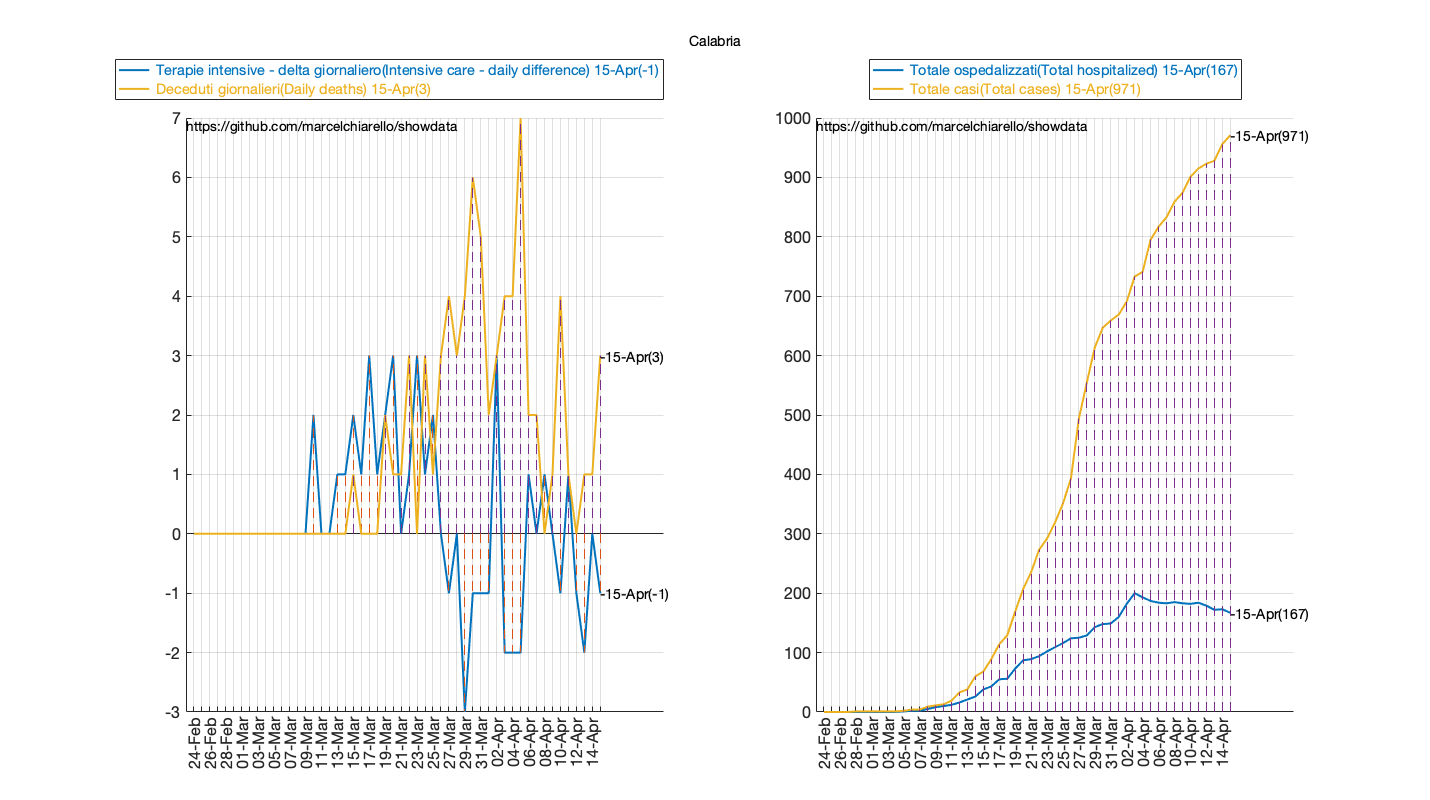 Calabria
Terapie intensive - delta giornaliero(Intensive care - daily difference) 15-Apr(-1)
Deceduti giornalieri(Daily deaths) 15-Apr(3)
https://github.com/marcelchiarello/showdata
7
6
5
4
3
2
1
0
-1
-2
-3
-15-Apr(3)
-15-Apr(-1)
24-Feb
26-Feb
28-Feb
01-Mar
03-Mar
05-Mar
07-Mar
09-Mar
11-Mar
13-Mar
15-Mar
17-Mar
19-Mar
21-Mar
23-Mar
25-Mar
27-Mar
29-Mar
31-Mar
02-Apr
04-Apr
06-Apr
08-Apr
10-Apr
12-Apr
14-Apr
Totale ospedalizzati(Total hospitalized) 15-Apr(167)
Totale casi(Total cases) 15-Apr(971)
https://github.com/marcelchiarello/showdata
1000
900
800
700
600
500
400
300
200
100
0
-15-Apr(971)
-15-Apr(167)
24-Feb
26-Feb
28-Feb
01-Mar
03-Mar
05-Mar
07-Mar
09-Mar
11-Mar
13-Mar
15-Mar
17-Mar
19-Mar
21-Mar
23-Mar
25-Mar
27-Mar
29-Mar
31-Mar
02-Apr
04-Apr
06-Apr
08-Apr
10-Apr
12-Apr
14-Apr